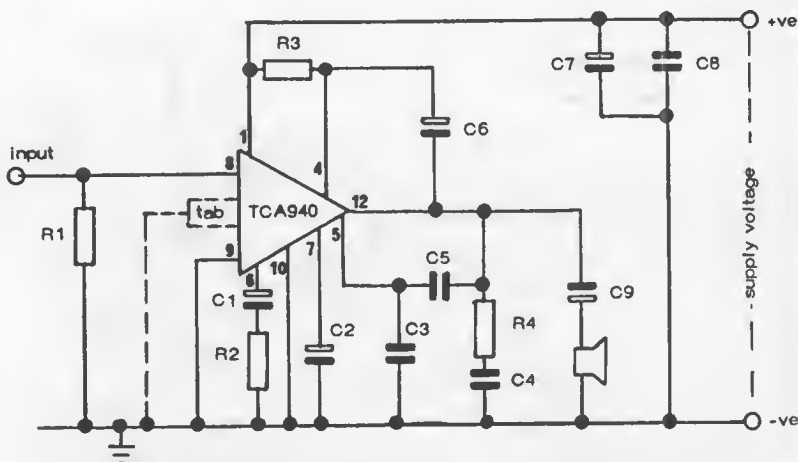 +ve
R3
C7
C8
1
C6
input
8
4
12
tab
TCA940
R1
9
7
5
6
10
C5
C1
C9
supply voltage
R2
C2
C3
R4
C4
-ve